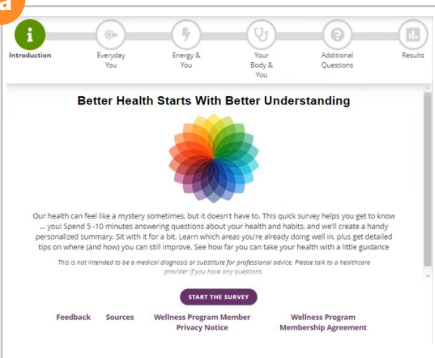 a
i
Introduction
Everyday
You
Energy &
You
Your
Body &
You
?
Additional
Questions
Results
Better Health Starts With Better Understanding
Our health can feel like a mystery sometimes, but it doesn't have to. This quick survey helps you get to know
... you! Spend 5 -10 minutes answering questions about your health and habits, and we'll create a handy
personalized summary. Sit with it for a bit. Learn which areas you're already doing well in, plus get detailed
tips on where (and how) you can still improve. See how far you can take your health with a little guidance
This is not intended to be a medical diagnosis or substitute for professional advice. Please talk to a healthcare
provider if you have any questions.
START THE SURVEY
Feedback Sources Wellness Program Member
Privacy Notice
Wellness Program
Membership Agreement